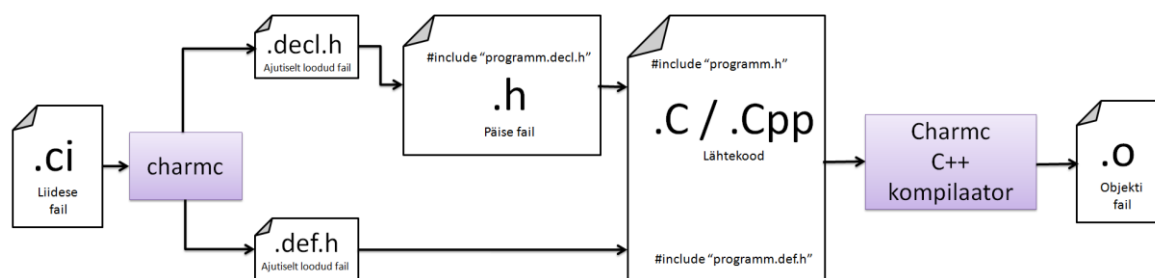 .ci
Liidese
fail
charmc
.decl.h
Ajutiselt loodud fail
.def.h
Ajutiselt loodud fail
#include “programm.decl.h”
.h
Päise fail
#include “programm.h”
.C / .Cpp
Lähtekood
#include “programm.def.h”
Charmc
C++
kompilaator
.o
Objekti
fail